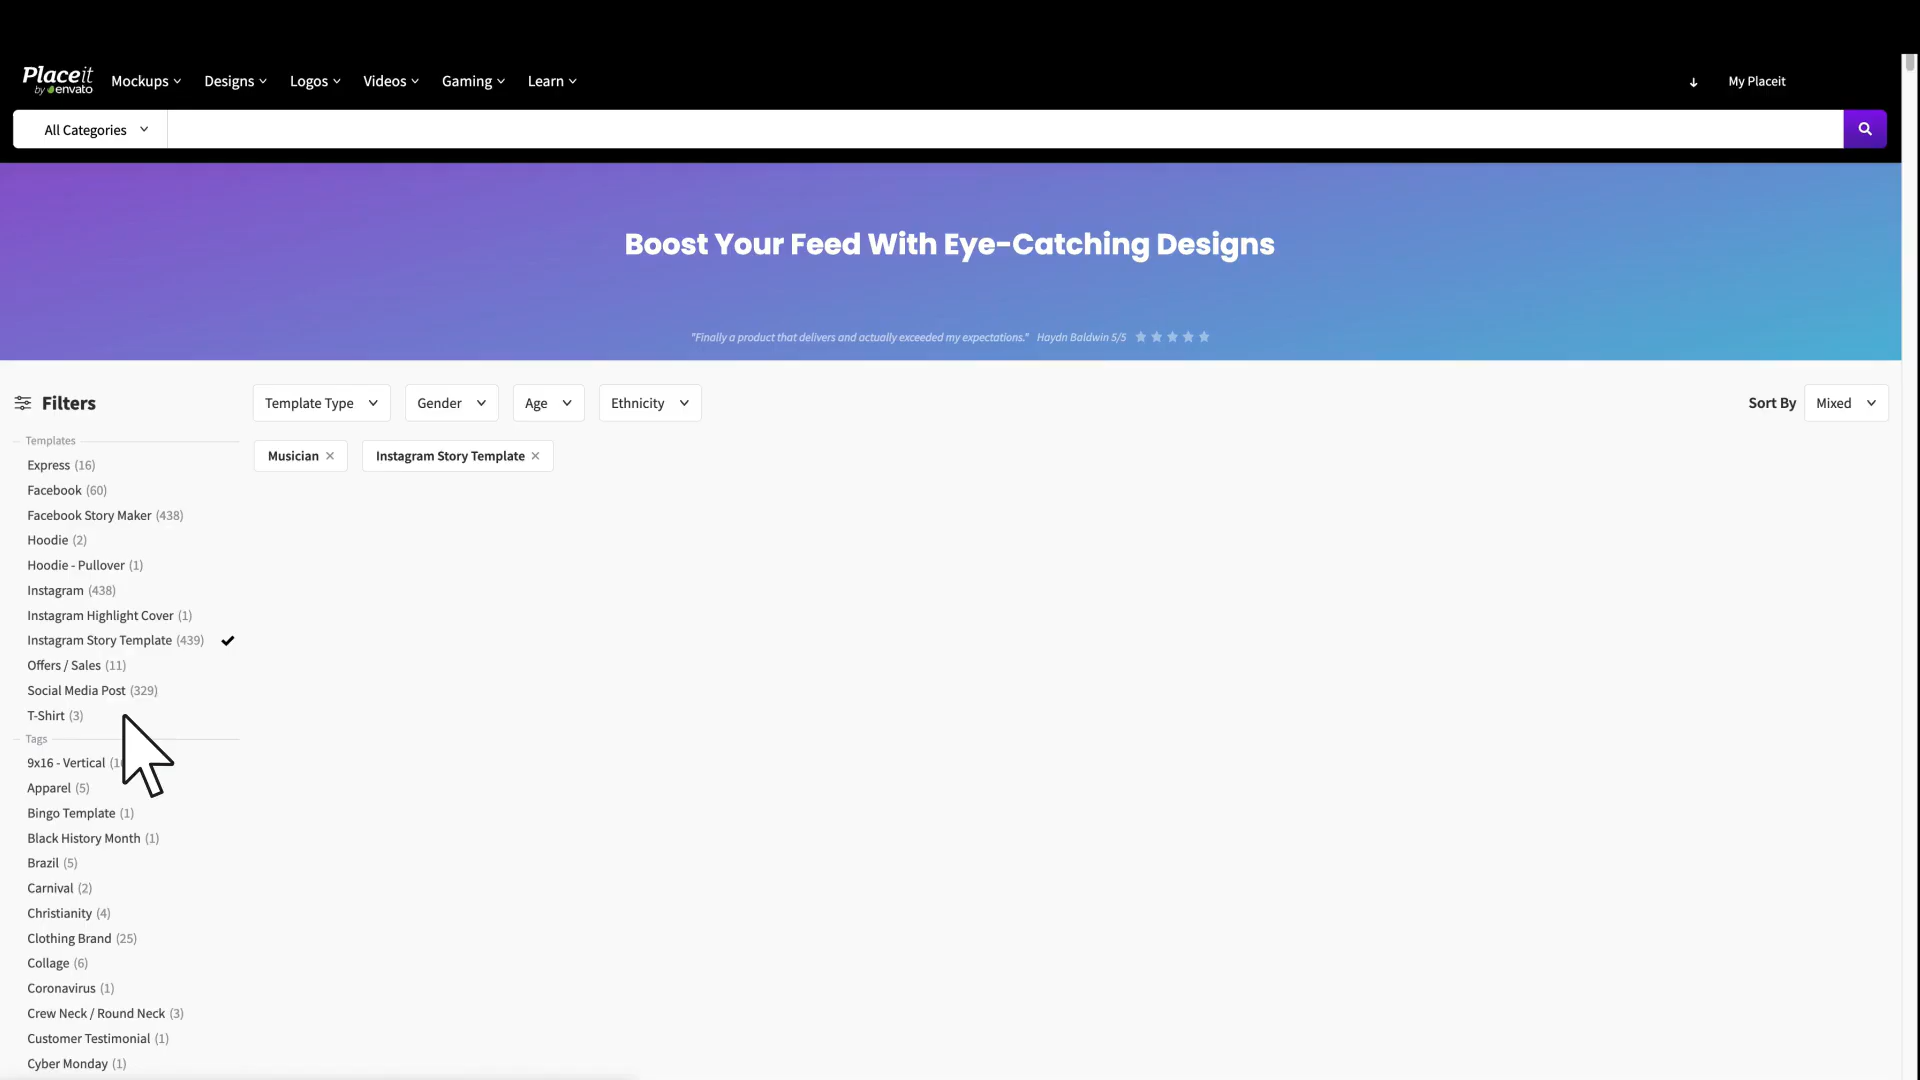 Placeit
by envato
Mockups
Designs
Logos
Videos
Gaming
Learn
My Placeit
All Categories
Boost Your Feed With Eye-Catching Designs
"Finally a product that delivers and actually exceeded my expectations." Haydn Baldwin 5/5
Filters
Template Type
Gender
Age
Ethnicity
Sort By
Mixed
Musician
Instagram Story Template
Templates
Express (16)
Facebook (60)
Facebook Story Maker (438)
Hoodie (2)
Hoodie - Pullover (1)
Instagram (438)
Instagram Highlight Cover (1)
Instagram Story Template (439)
Offers / Sales (11)
Social Media Post (329)
T-Shirt (3)
Tags
9x16 - Vertical
Apparel (5)
Bingo Template (1)
Black History Month (1)
Brazil (5)
Carnival (2)
Christianity (4)
Clothing Brand (25)
Collage (6)
Coronavirus (1)
Crew Neck / Round Neck (3)
Customer Testimonial (1)
Cyber Monday (1)